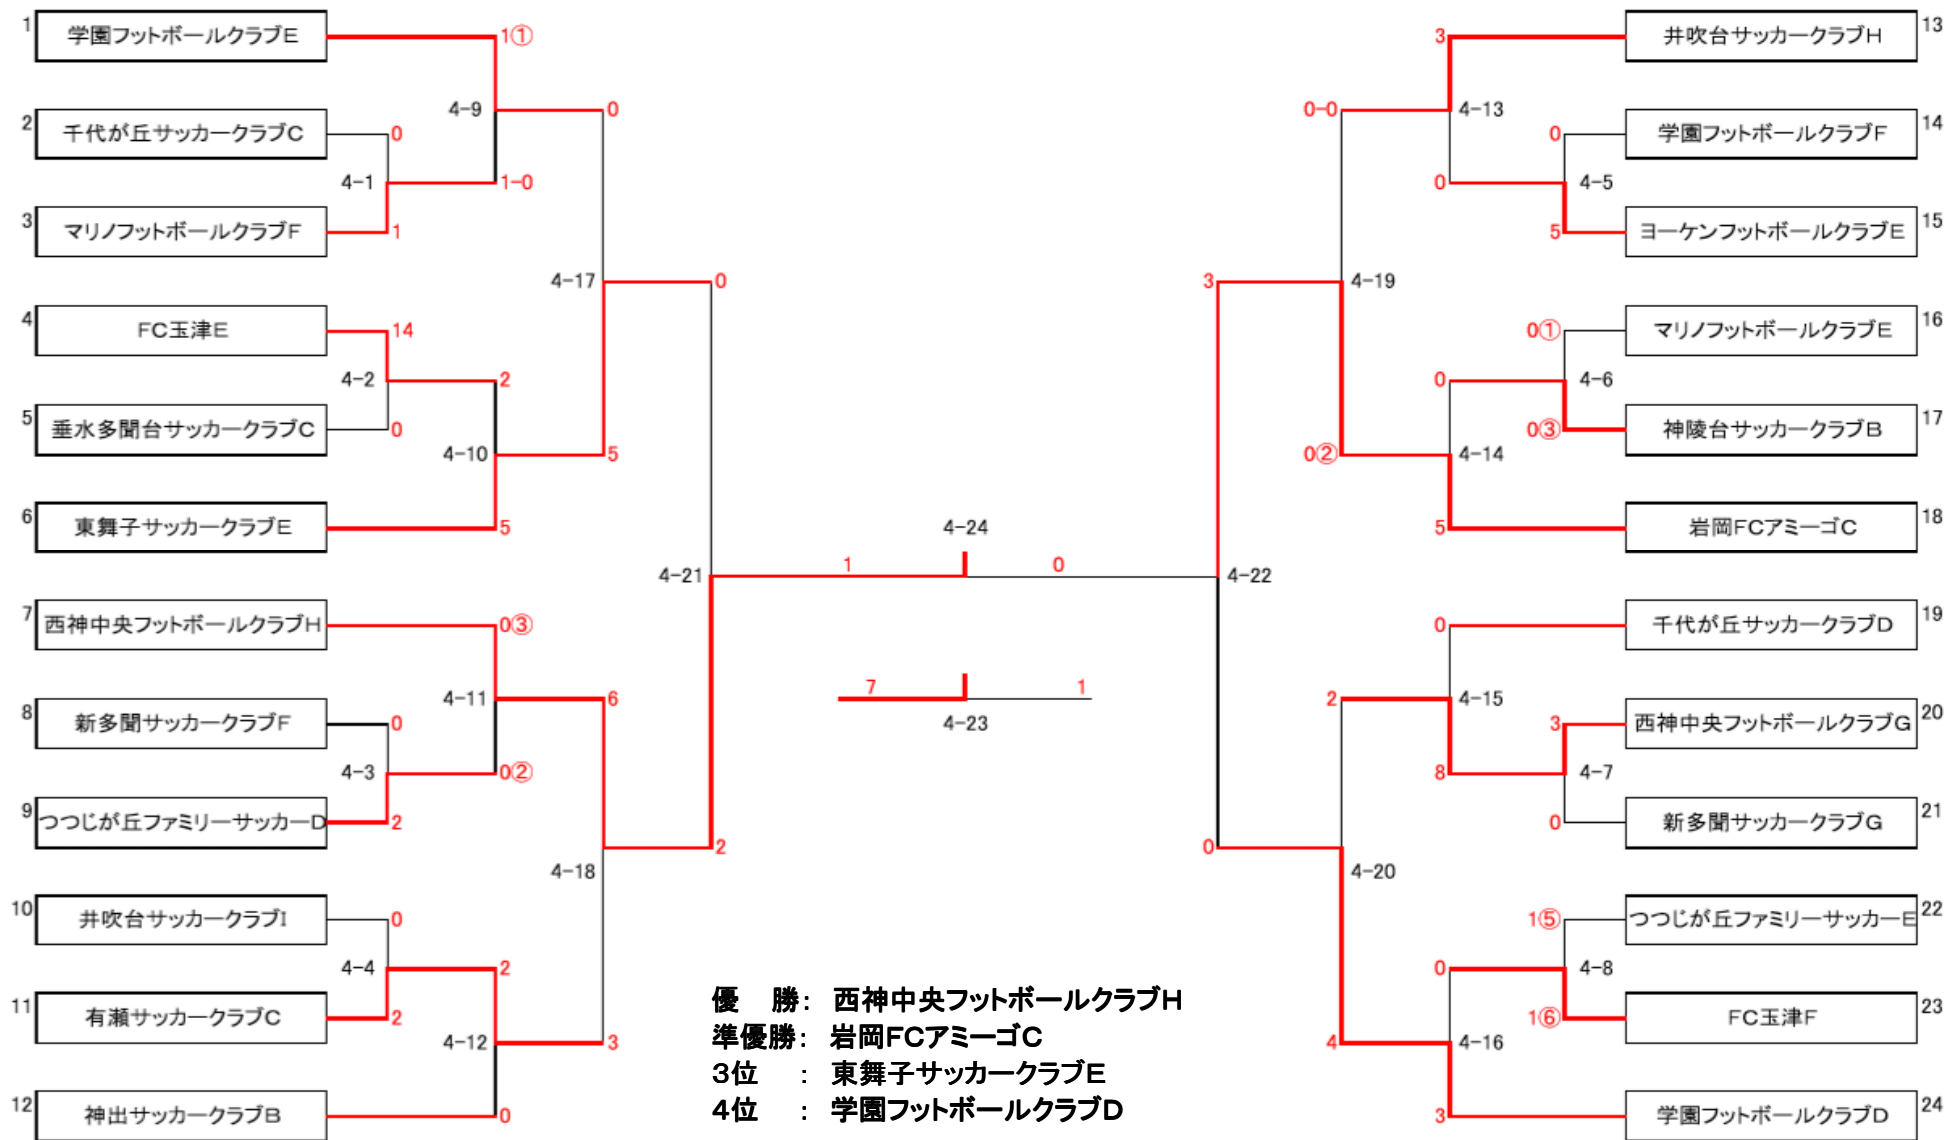 1 学園フットボールクラブE 1①
4-9 0
2 千代が丘サッカークラブC 0
4-1 1-0
3 マリノフットボールクラブF 1
4-17 0
4 FC玉津E 14
4-2 2
5 垂水多聞台サッカークラブC 0
4-10 5
6 東舞子サッカークラブE 5
4-21 1
7 西神中央フットボールクラブH 0③
4-11 6
8 新多聞サッカークラブF 0
4-3 0②
9 つつじが丘ファミリーサッカーD 2
4-18 2
10 井吹台サッカークラブI 0
4-4 2
11 有瀬サッカークラブC 2
4-12 3
12 神出サッカークラブB 0
4-24
0
7 1
4-23
3 井吹台サッカークラブH 13
0-0 4-13
0 学園フットボールクラブF 14
0 4-5
5 ヨーケンフットボールクラブE 15
3 4-19
0① マリノフットボールクラブE 16
0 4-6
0③ 神陵台サッカークラブB 17
0② 4-14
5 岩岡FCアミーゴC 18
4-22
0 千代が丘サッカークラブD 19
2 4-15
3 西神中央フットボールクラブG 20
8 4-7
0 新多聞サッカークラブG 21
0 4-20
1⑤ つつじが丘ファミリーサッカーE 22
0 4-8
1⑥ FC玉津F 23
4 4-16
3 学園フットボールクラブD 24
優　勝: 西神中央フットボールクラブH
準優勝: 岩岡FCアミーゴC
3位　: 東舞子サッカークラブE
4位　: 学園フットボールクラブD